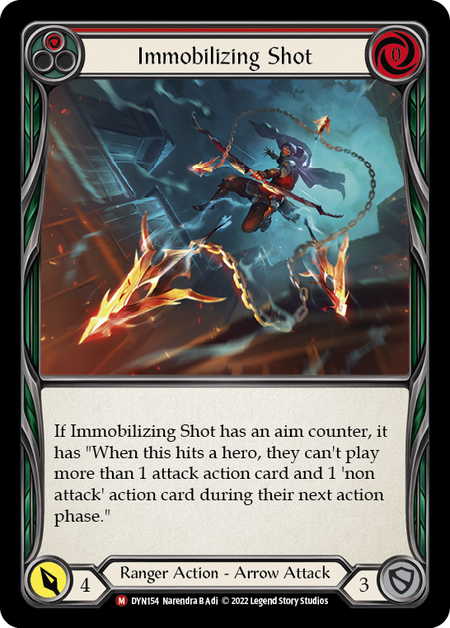 Immobilizing Shot
0
If Immobilizing Shot has an aim counter, it
has "When this hits a hero, they can't play
more than 1 attack action card and 1 'non
attack' action card during their next action
phase."
4
Ranger Action - Arrow Attack
3
M DYN154 Narendra B Adi © 2022 Legend Story Studios